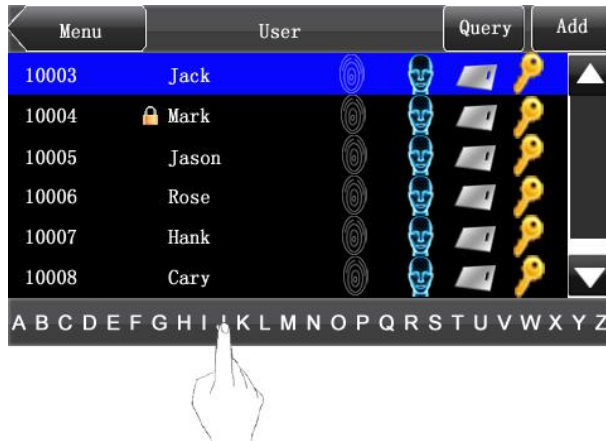 Menu User Query Add
10003 Jack
10004 Mark
10005 Jason
10006 Rose
10007 Hank
10008 Cary
A B C D E F G H I J K L M N O P Q R S T U V W X Y Z